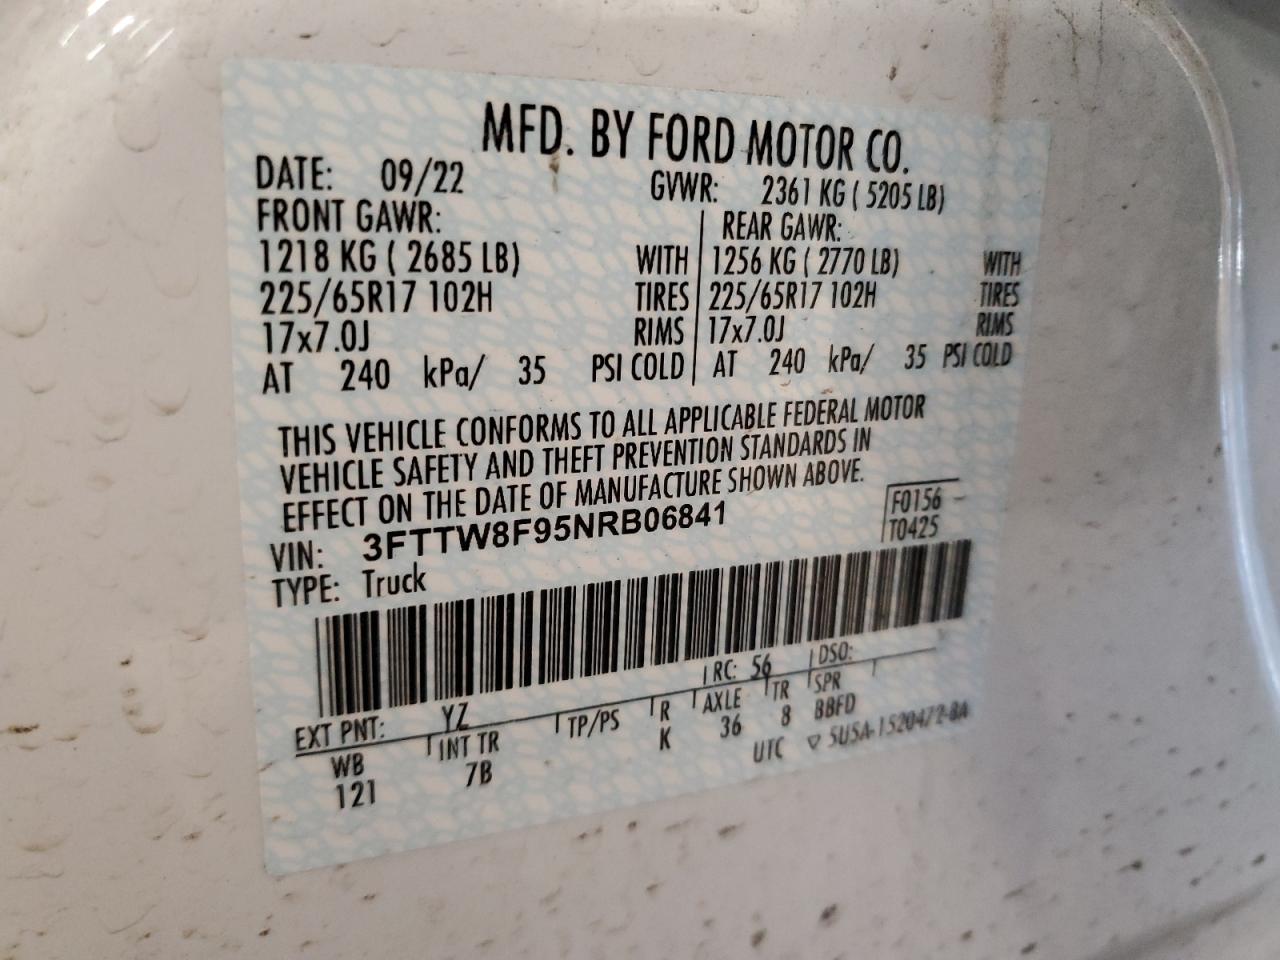 MFD. BY FORD MOTOR CO.
DATE: 09/22 GVWR: 2361 KG ( 5205 LB)
FRONT GAWR: REAR GAWR:
1218 KG ( 2685 LB) WITH 1256 KG ( 2770 LB) WITH
225/65R17 102H TIRES 225/65R17 102H TIRES
17x7.0J RIMS 17x7.0J RIMS
AT 240 kPa/ 35 PSI COLD AT 240 kPa/ 35 PSI COLD
THIS VEHICLE CONFORMS TO ALL APPLICABLE FEDERAL MOTOR
VEHICLE SAFETY AND THEFT PREVENTION STANDARDS IN
EFFECT ON THE DATE OF MANUFACTURE SHOWN ABOVE.
F0156
VIN: 3FTTW8F95NRB06841 T0425
TYPE: Truck
EXT PNT: YZ RC: 56 DSO:
WB INT TR TP/PS R AXLE TR SPR
121 7B K 36 8 BBFD
UTC ▽ 5U5A-1520472-BA